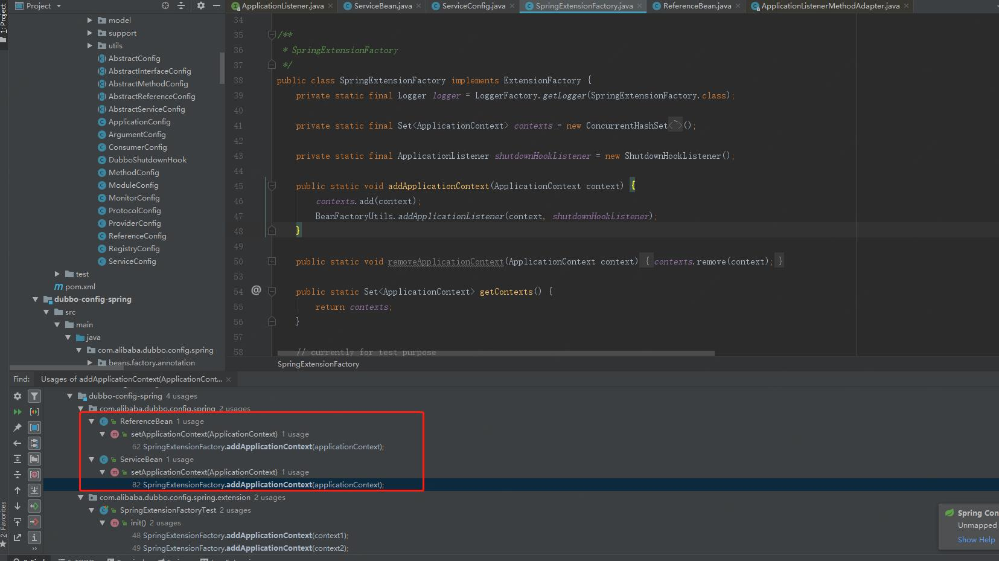 Project
ApplicationListener.java
ServiceBean.java
ServiceConfig.java
SpringExtensionFactory.java
ReferenceBean.java
ApplicationListenerMethodAdapter.java
1: Project
model
support
utils
AbstractConfig
AbstractInterfaceConfig
AbstractMethodConfig
AbstractReferenceConfig
AbstractServiceConfig
ApplicationConfig
ArgumentConfig
ConsumerConfig
DubboShutdownHook
MethodConfig
ModuleConfig
MonitorConfig
ProtocolConfig
ProviderConfig
ReferenceConfig
RegistryConfig
ServiceConfig
test
pom.xml
dubbo-config-spring
src
main
java
com.alibaba.dubbo.config.spring
beans.factory.annotation
34
35 /**
36 * SpringExtensionFactory
37 */
38 public class SpringExtensionFactory implements ExtensionFactory {
39 private static final Logger logger = LoggerFactory.getLogger(SpringExtensionFactory.class);
40
41 private static final Set<ApplicationContext> contexts = new ConcurrentHashSet<~>();
42
43 private static final ApplicationListener shutdownHookListener = new ShutdownHookListener();
44
45 public static void addApplicationContext(ApplicationContext context) {
46 contexts.add(context);
47 BeanFactoryUtils.addApplicationListener(context, shutdownHookListener);
48 }
49
50 public static void removeApplicationContext(ApplicationContext context) { contexts.remove(context); }
53
54 @ public static Set<ApplicationContext> getContexts() {
55 return contexts;
56 }
57
58 // currently for test purpose
SpringExtensionFactory
Find: Usages of addApplicationContext(ApplicationCont...
dubbo-config-spring 4 usages
com.alibaba.dubbo.config.spring 2 usages
ReferenceBean 1 usage
setApplicationContext(ApplicationContext) 1 usage
62 SpringExtensionFactory.addApplicationContext(applicationContext);
ServiceBean 1 usage
setApplicationContext(ApplicationContext) 1 usage
82 SpringExtensionFactory.addApplicationContext(applicationContext);
com.alibaba.dubbo.config.spring.extension 2 usages
SpringExtensionFactoryTest 2 usages
init() 2 usages
48 SpringExtensionFactory.addApplicationContext(context1);
49 SpringExtensionFactory.addApplicationContext(context2);
2: Favorites
Spring Con
Unmapped
Show Help